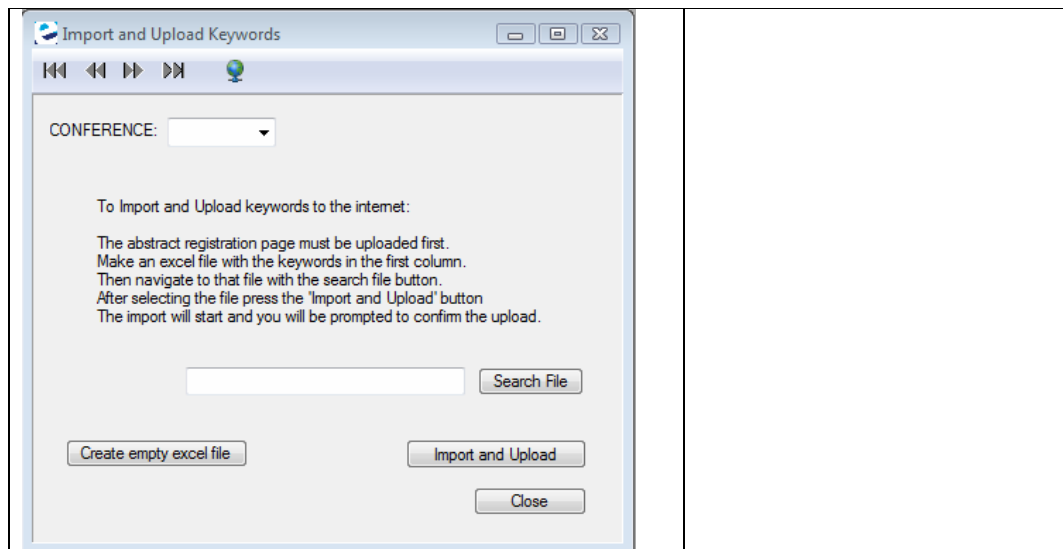 Import and Upload Keywords
CONFERENCE:
To Import and Upload keywords to the internet:
The abstract registration page must be uploaded first.
Make an excel file with the keywords in the first column.
Then navigate to that file with the search file button.
After selecting the file press the 'Import and Upload' button
The import will start and you will be prompted to confirm the upload.
Search File
Create empty excel file
Import and Upload
Close